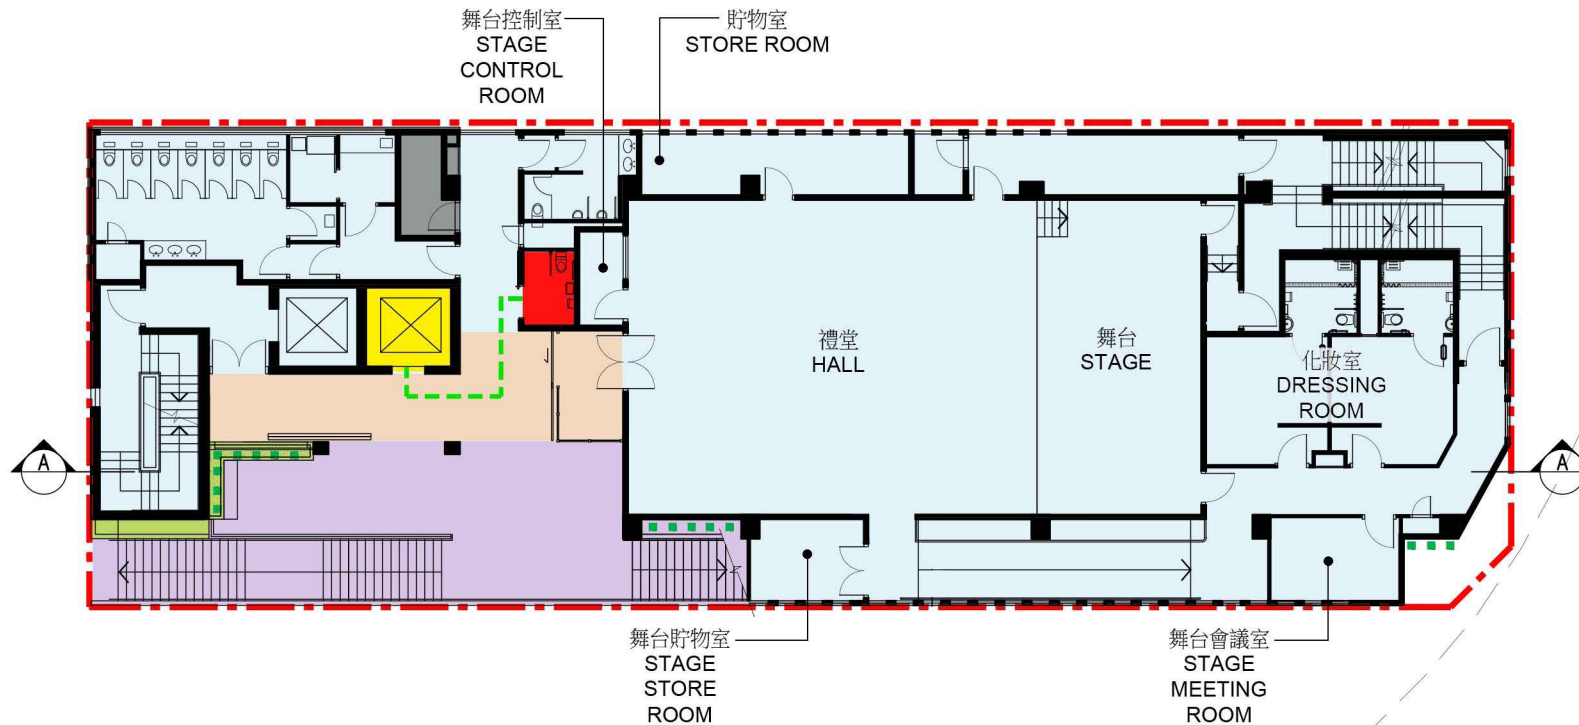 舞台控制室
STAGE
CONTROL
ROOM
貯物室
STORE ROOM
禮堂
HALL
舞台
STAGE
化妝室
DRESSING
ROOM
A
A
舞台貯物室
STAGE
STORE
ROOM
舞台會議室
STAGE
MEETING
ROOM